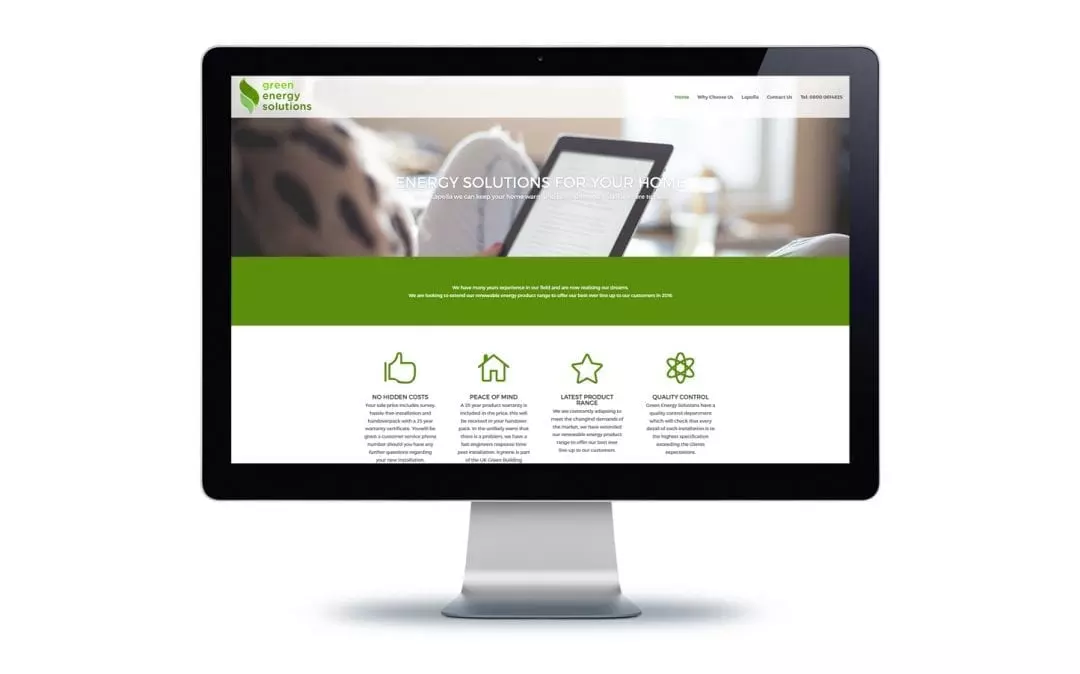 green
energy
solutions
Home Why Choose Us Lapolla Contact Us Tel: 0800 0614825
ENERGY SOLUTIONS FOR YOUR HOME
Lapolla we can keep your home warm
We have many years experience in our field and are now realising our dreams.
We are looking to extend our renewable energy product range to offer our best ever line up to our customers in 2016
NO HIDDEN COSTS
Your sale price includes survey,
hassle-free installation and
handoverpack with a 25 year
warranty certificate. You will be
given a customer service phone
number should you have any
further questions regarding
your new installation.
PEACE OF MIND
A 25 year product warranty is
included in the price, this will
be received in your handover
pack. In the unlikely event that
there is a problem, we have a
fast engineers response time
post installation. Icynene is part
of the UK Green Building
LATEST PRODUCT
RANGE
We are constantly adapting to
meet the changind demands of
the market, we have extended
our renewable energy product
range to offer our best ever
line up to our customers.
QUALITY CONTROL
Green Energy Solutions have a
quality control department
which will check that every
detail of each installation is to
the highest specification
exceeding the clients
expectations.